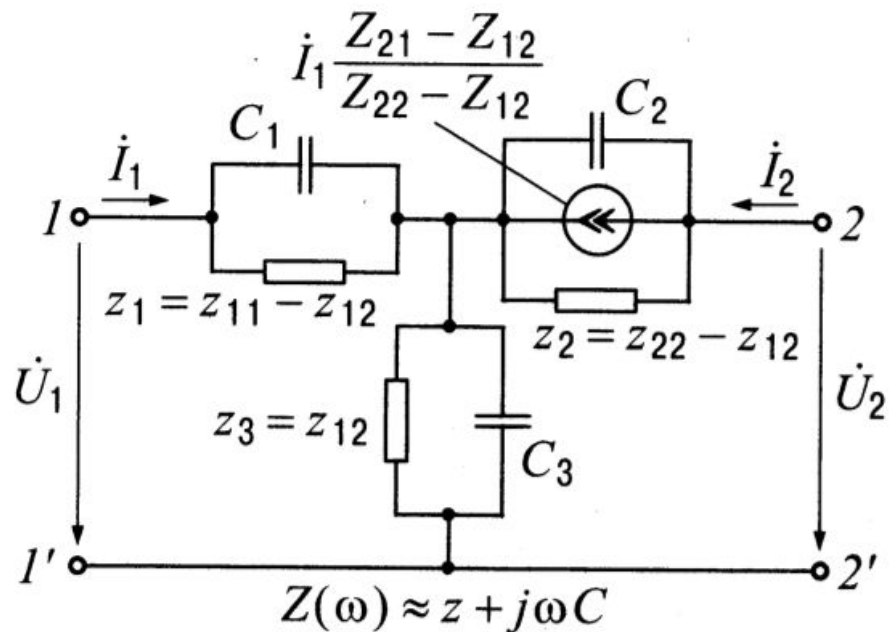 İ₁ (Z₂₁ − Z₁₂)/(Z₂₂ − Z₁₂)
C₁
C₂
İ₁
İ₂
1
2
z₁ = z₁₁ − z₁₂
z₂ = z₂₂ − z₁₂
U̇₁
z₃ = z₁₂
C₃
U̇₂
1′
2′
Z(ω) ≈ z + jωC